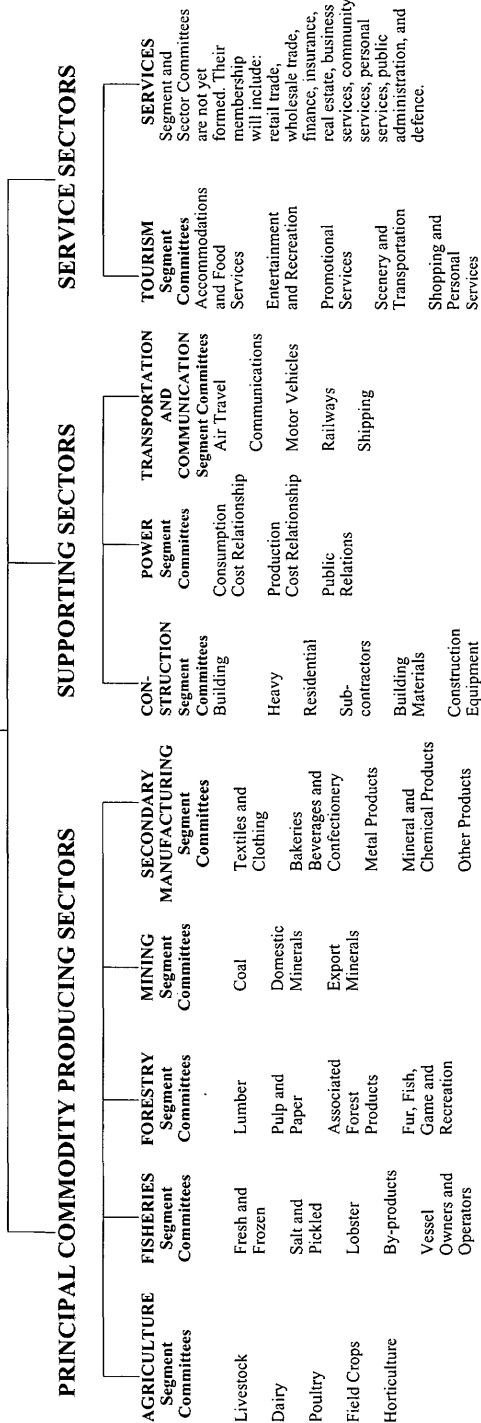 PRINCIPAL COMMODITY PRODUCING SECTORS
AGRICULTURE
Segment
Committees
Livestock
Dairy
Poultry
Field Crops
Horticulture
FISHERIES
Segment
Committees
Fresh and
Frozen
Salt and
Pickled
Lobster
By-products
Vessel
Owners and
Operators
FORESTRY
Segment
Committees
Lumber
Pulp and
Paper
Associated
Forest
Products
Fur, Fish,
Game and
Recreation
MINING
Segment
Committees
Coal
Domestic
Minerals
Export
Minerals
SECONDARY
MANUFACTURING
Segment
Committees
Textiles and
Clothing
Bakeries
Beverages and
Confectionery
Metal Products
Mineral and
Chemical Products
Other Products
SUPPORTING SECTORS
CON-
STRUCTION
Segment
Committees
Building
Heavy
Residential
Sub-
contractors
Building
Materials
Construction
Equipment
POWER
Segment
Committees
Consumption
Cost Relationship
Production
Cost Relationship
Public
Relations
TRANSPORTATION
AND
COMMUNICATION
Segment Committees
Air Travel
Communications
Motor Vehicles
Railways
Shipping
SERVICE SECTORS
TOURISM
Segment
Committees
Accommodations
and Food
Services
Entertainment
and Recreation
Promotional
Services
Scenery and
Transportation
Shopping and
Personal
Services
SERVICES
Segment and
Sector Committees
are not yet
formed. Their
membership
will include:
retail trade,
wholesale trade,
finance, insurance,
real estate, business
services, community
services, personal
services, public
administration, and
defence.